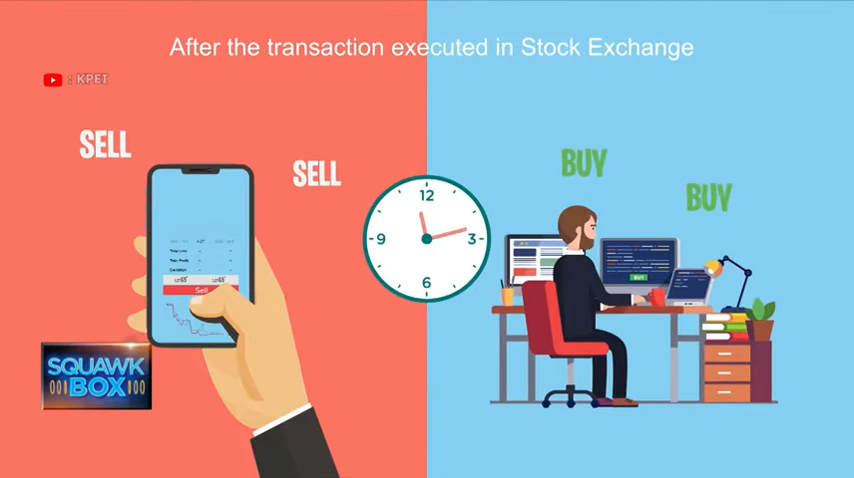 After the transaction executed in Stock Exchange
: KPEI
SELL
SELL
BUY
BUY
12
9
3
6
Sell
BUY
SQUAWK
BOX